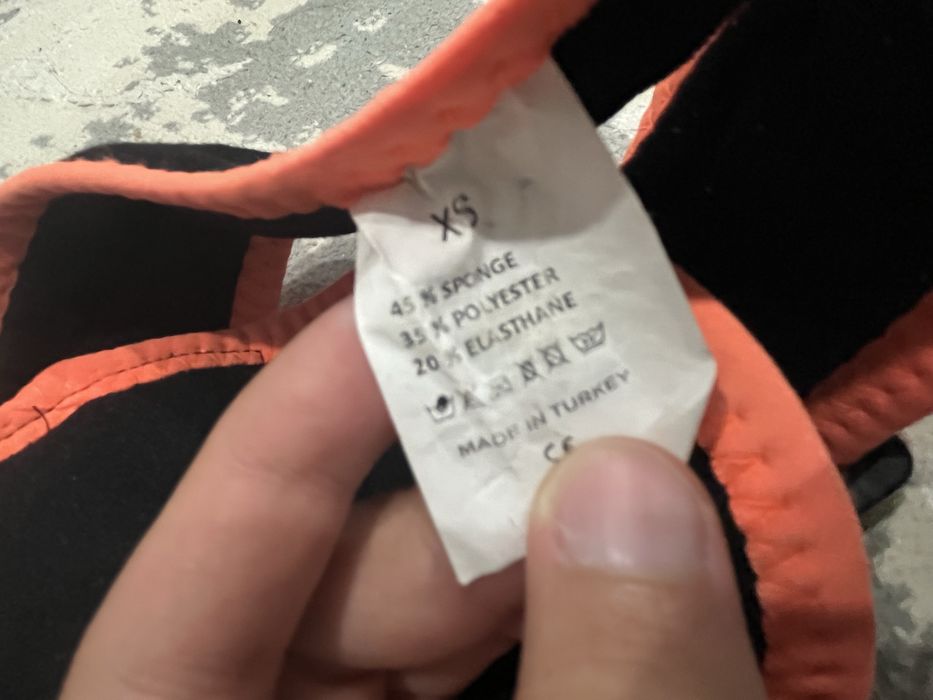 XS
45 % SPONGE
35 % POLYESTER
20 % ELASTHANE
MADE IN TURKEY
CE